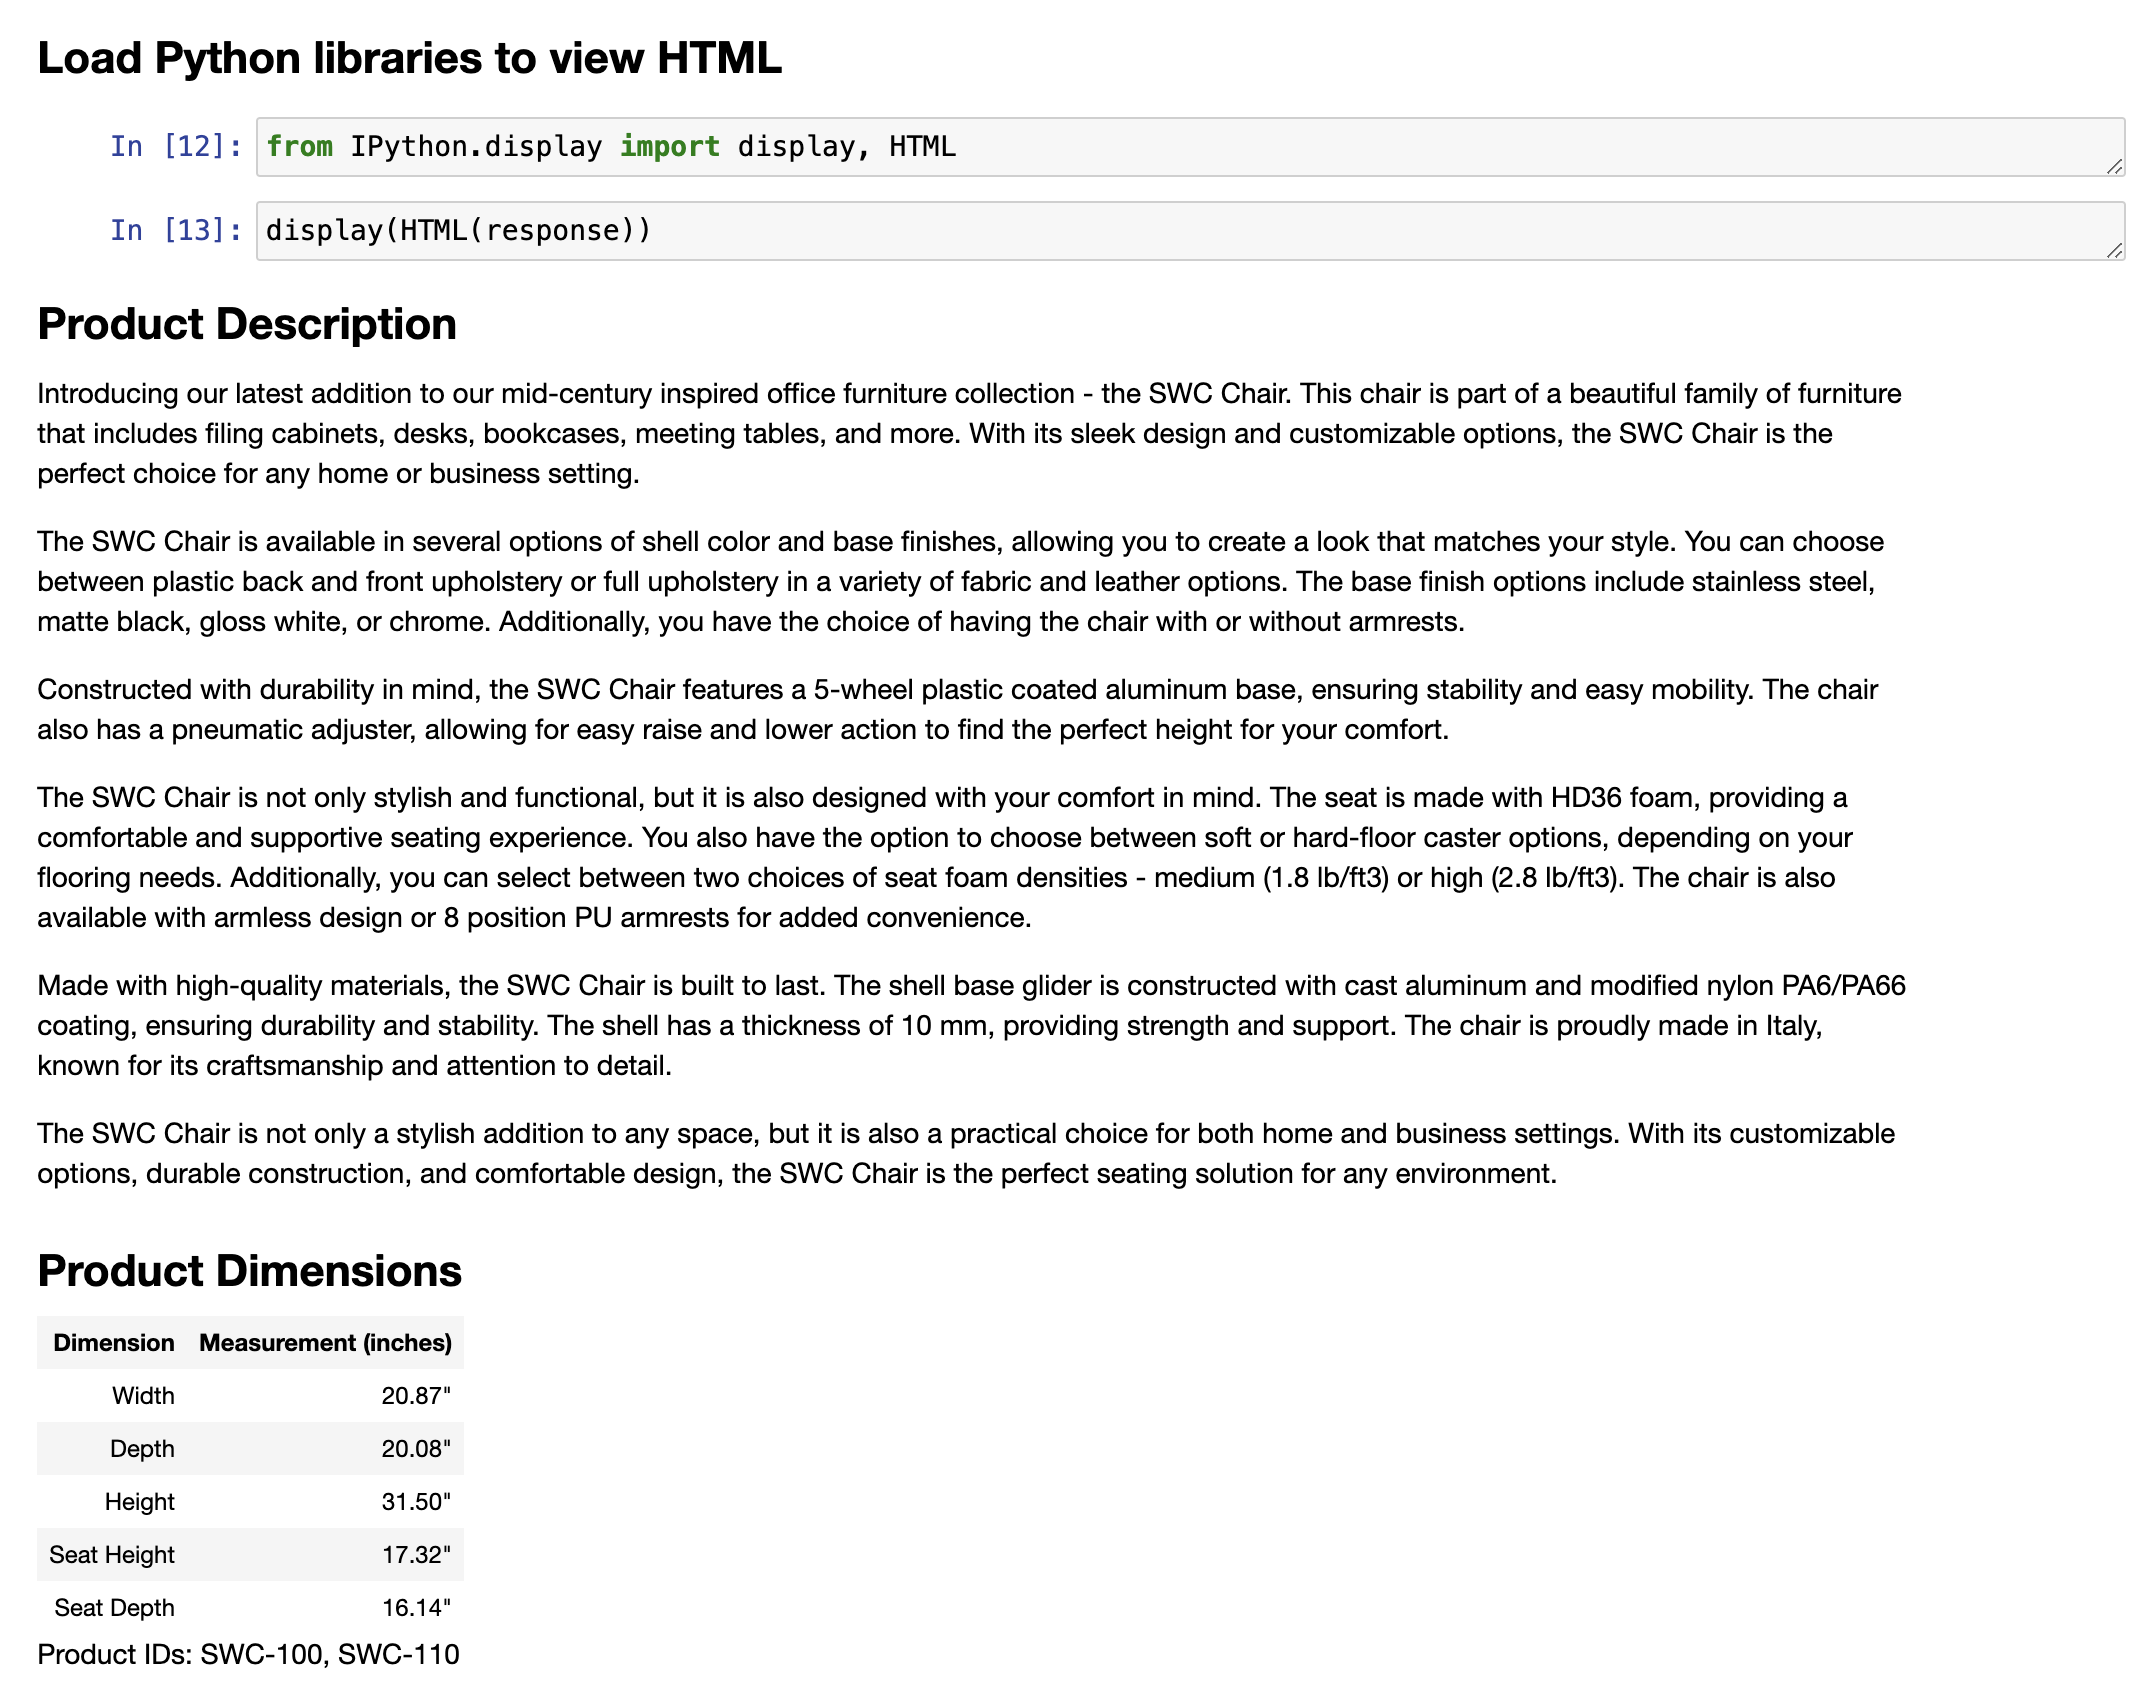 Load Python libraries to view HTML
In [12]: from IPython.display import display, HTML
In [13]: display(HTML(response))
Product Description
Introducing our latest addition to our mid-century inspired office furniture collection - the SWC Chair. This chair is part of a beautiful family of furniture
that includes filing cabinets, desks, bookcases, meeting tables, and more. With its sleek design and customizable options, the SWC Chair is the
perfect choice for any home or business setting.
The SWC Chair is available in several options of shell color and base finishes, allowing you to create a look that matches your style. You can choose
between plastic back and front upholstery or full upholstery in a variety of fabric and leather options. The base finish options include stainless steel,
matte black, gloss white, or chrome. Additionally, you have the choice of having the chair with or without armrests.
Constructed with durability in mind, the SWC Chair features a 5-wheel plastic coated aluminum base, ensuring stability and easy mobility. The chair
also has a pneumatic adjuster, allowing for easy raise and lower action to find the perfect height for your comfort.
The SWC Chair is not only stylish and functional, but it is also designed with your comfort in mind. The seat is made with HD36 foam, providing a
comfortable and supportive seating experience. You also have the option to choose between soft or hard-floor caster options, depending on your
flooring needs. Additionally, you can select between two choices of seat foam densities - medium (1.8 lb/ft3) or high (2.8 lb/ft3). The chair is also
available with armless design or 8 position PU armrests for added convenience.
Made with high-quality materials, the SWC Chair is built to last. The shell base glider is constructed with cast aluminum and modified nylon PA6/PA66
coating, ensuring durability and stability. The shell has a thickness of 10 mm, providing strength and support. The chair is proudly made in Italy,
known for its craftsmanship and attention to detail.
The SWC Chair is not only a stylish addition to any space, but it is also a practical choice for both home and business settings. With its customizable
options, durable construction, and comfortable design, the SWC Chair is the perfect seating solution for any environment.
Product Dimensions
Dimension Measurement (inches)
Width 20.87"
Depth 20.08"
Height 31.50"
Seat Height 17.32"
Seat Depth 16.14"
Product IDs: SWC-100, SWC-110